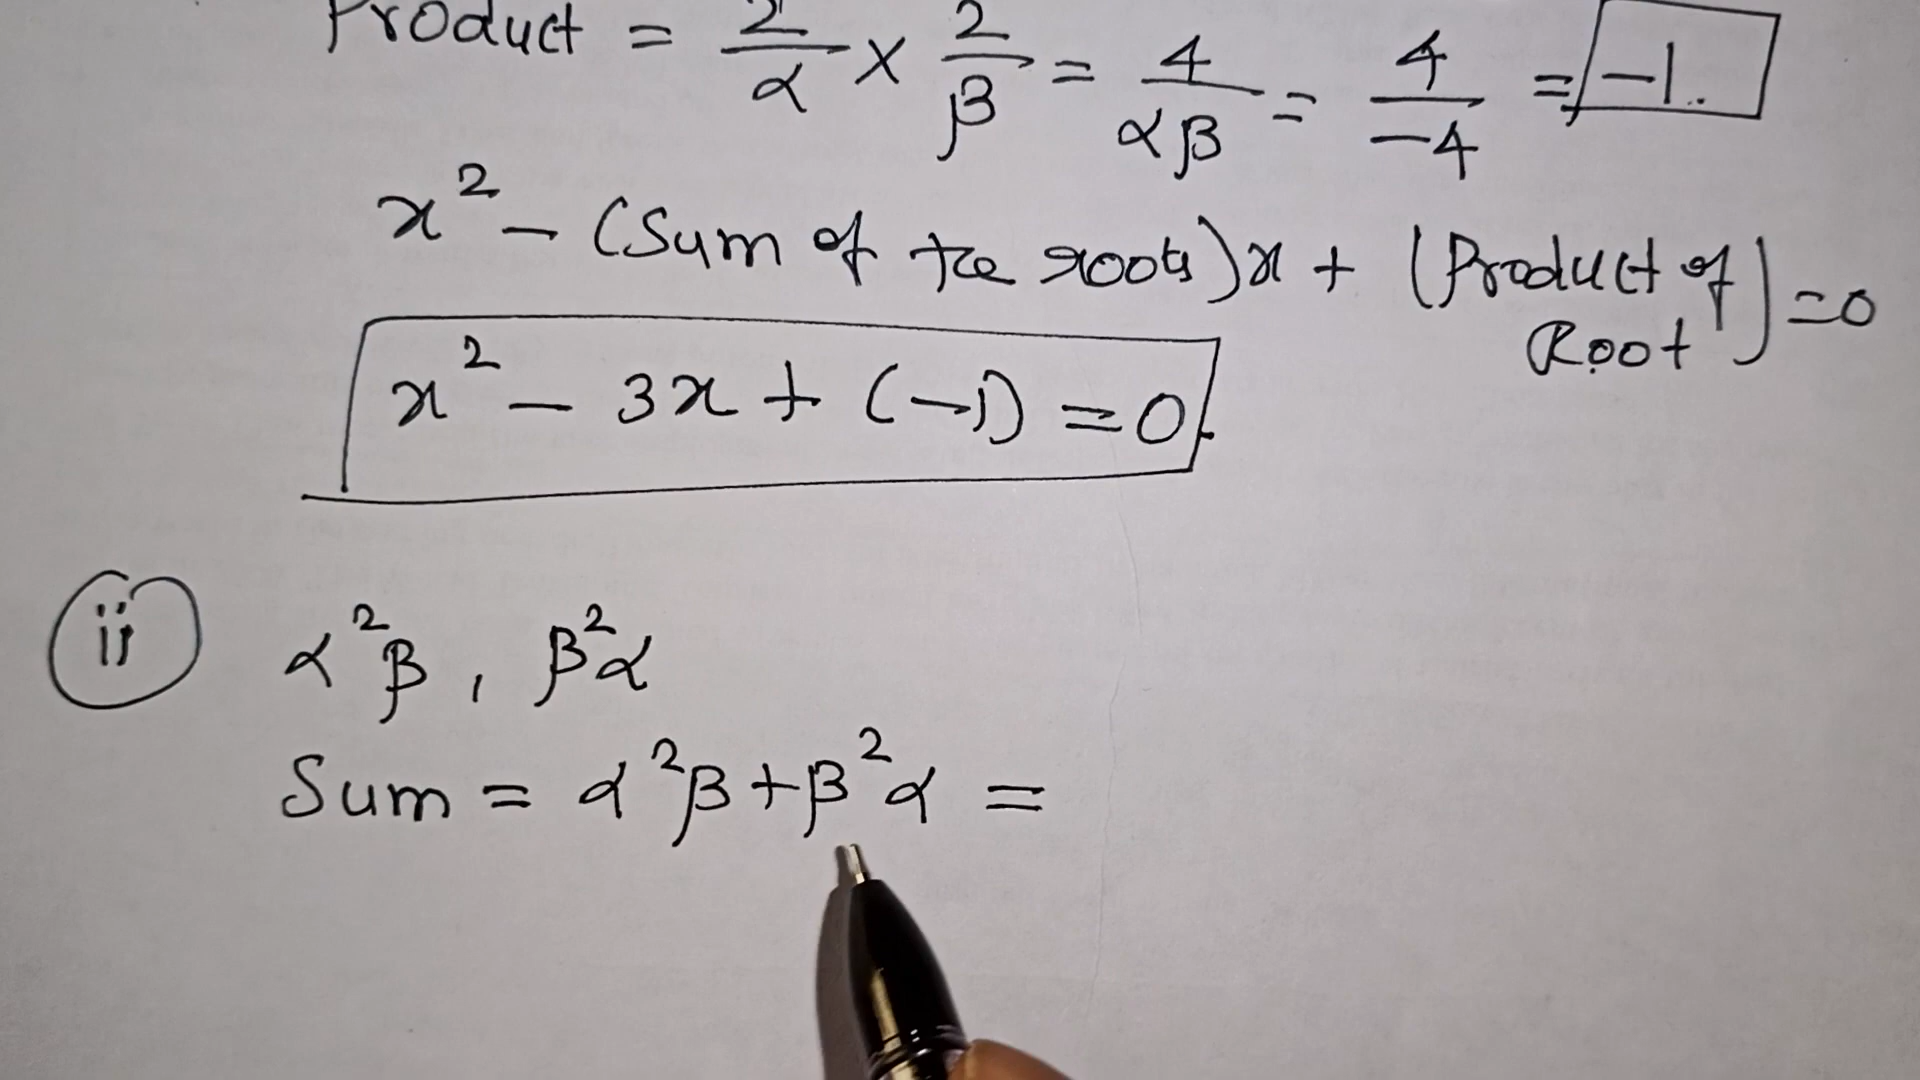 Product = 2/α × 2/β = 4/αβ = 4/-4 = -1.
x² - (Sum of the roots)x + (Product of Root) = 0
x² - 3x + (-1) = 0.
ii α²β, β²α
Sum = α²β + β²α =